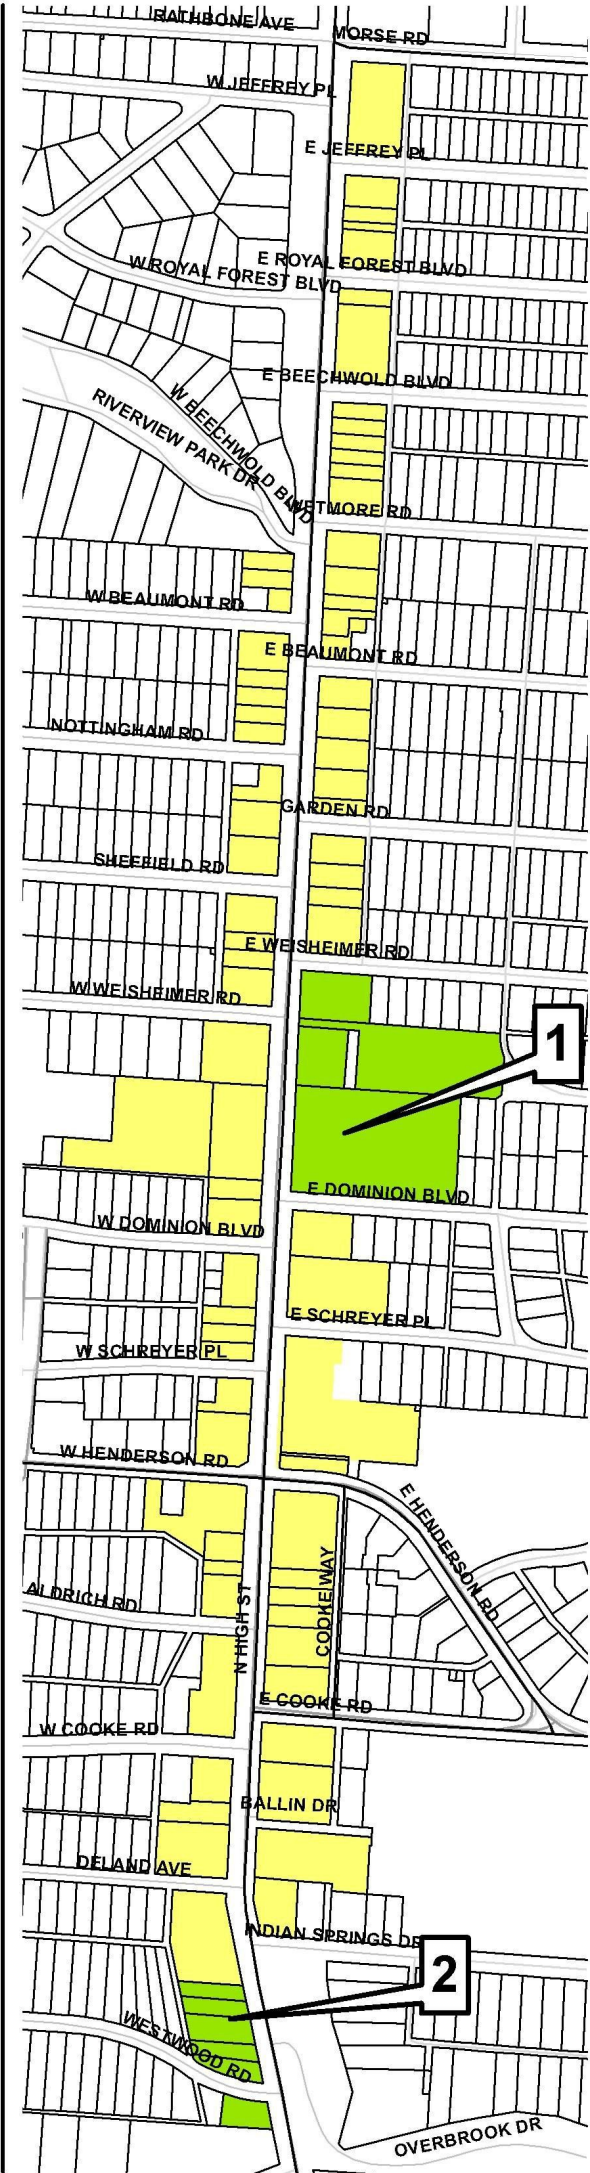 RATHBONE AVE
MORSE RD
W JEFFREY PL
E JEFFREY PL
E ROYAL FOREST BLVD
W ROYAL FOREST BLVD
E BEECHWOLD BLVD
W BEECHWOLD BLVD
RIVERVIEW PARK DR
WETMORE RD
W BEAUMONT RD
E BEAUMONT RD
NOTTINGHAM RD
GARDEN RD
SHEFFIELD RD
E WEISHEIMER RD
W WEISHEIMER RD
1
E DOMINION BLVD
W DOMINION BLVD
E SCHREYER PL
W SCHREYER PL
W HENDERSON RD
E HENDERSON RD
COOKE WAY
ALDRICH RD
N HIGH ST
E COOKE RD
W COOKE RD
BALLIN DR
DELAND AVE
INDIAN SPRINGS DR
2
WESTWOOD RD
OVERBROOK DR